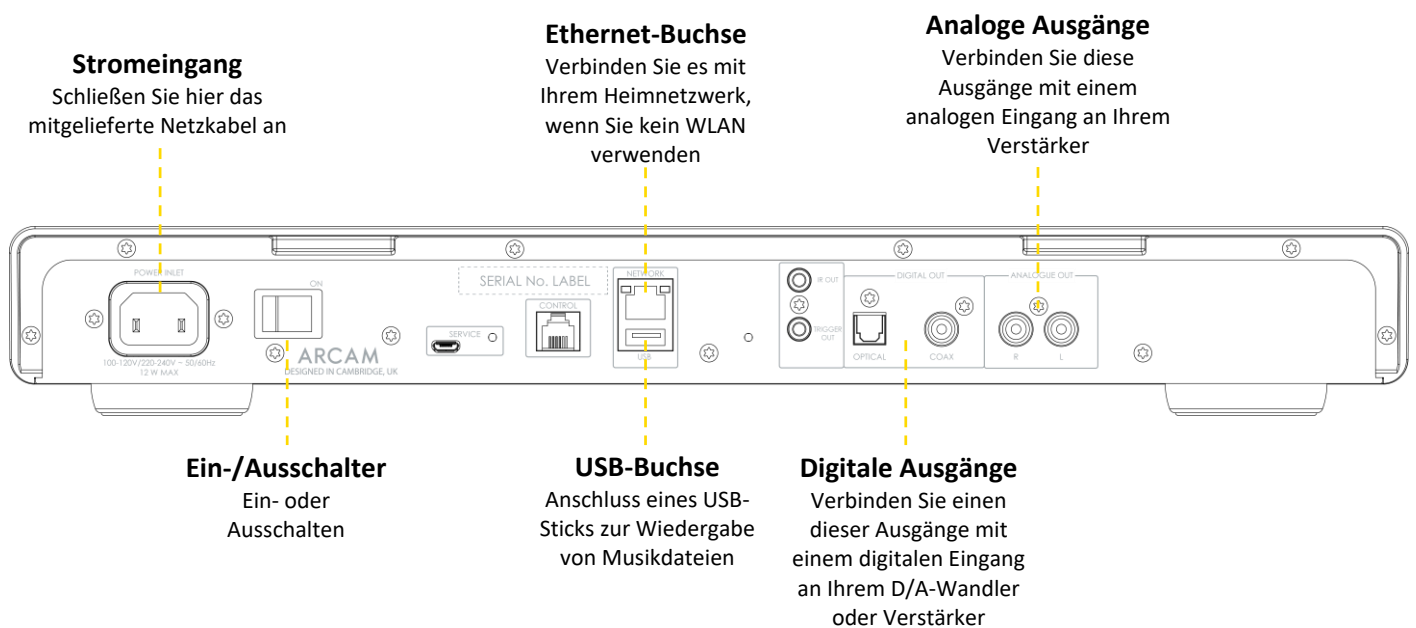 Stromeingang
Schließen Sie hier das
mitgelieferte Netzkabel an
Ethernet-Buchse
Verbinden Sie es mit
Ihrem Heimnetzwerk,
wenn Sie kein WLAN
verwenden
Analoge Ausgänge
Verbinden Sie diese
Ausgänge mit einem
analogen Eingang an Ihrem
Verstärker
POWER INLET
100-120V/220-240V ~ 50/60Hz
12 W MAX
ON
ARCAM
DESIGNED IN CAMBRIDGE, UK
SERIAL No. LABEL
SERVICE
CONTROL
NETWORK
USB
IR OUT
TRIGGER
OUT
DIGITAL OUT
OPTICAL
COAX
ANALOGUE OUT
R
L
Ein-/Ausschalter
Ein- oder
Ausschalten
USB-Buchse
Anschluss eines USB-
Sticks zur Wiedergabe
von Musikdateien
Digitale Ausgänge
Verbinden Sie einen
dieser Ausgänge mit
einem digitalen Eingang
an Ihrem D/A-Wandler
oder Verstärker